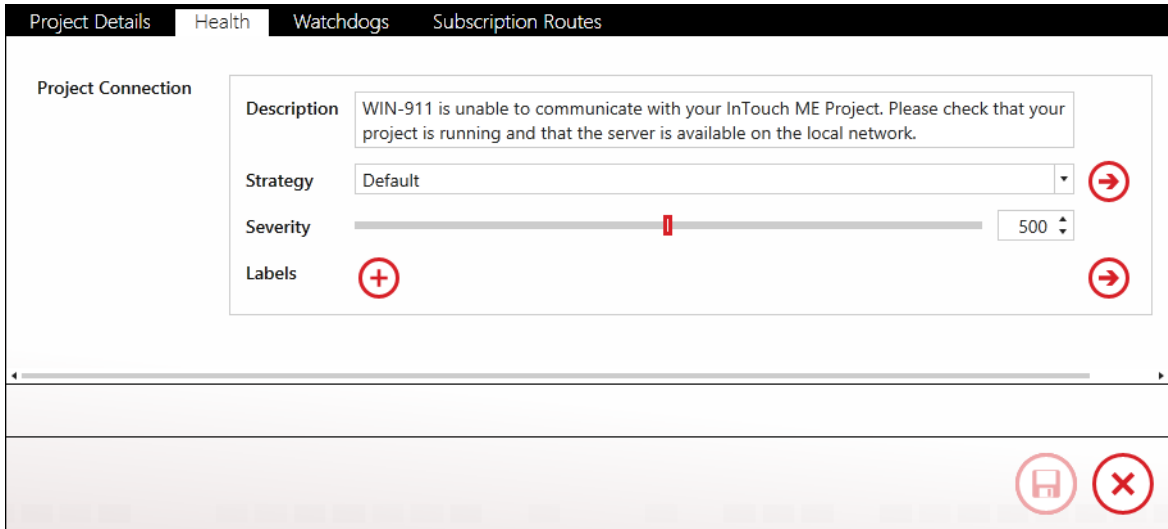 Project Details Health Watchdogs Subscription Routes
Project Connection
Description WIN-911 is unable to communicate with your InTouch ME Project. Please check that your
project is running and that the server is available on the local network.
Strategy Default
Severity 500
Labels